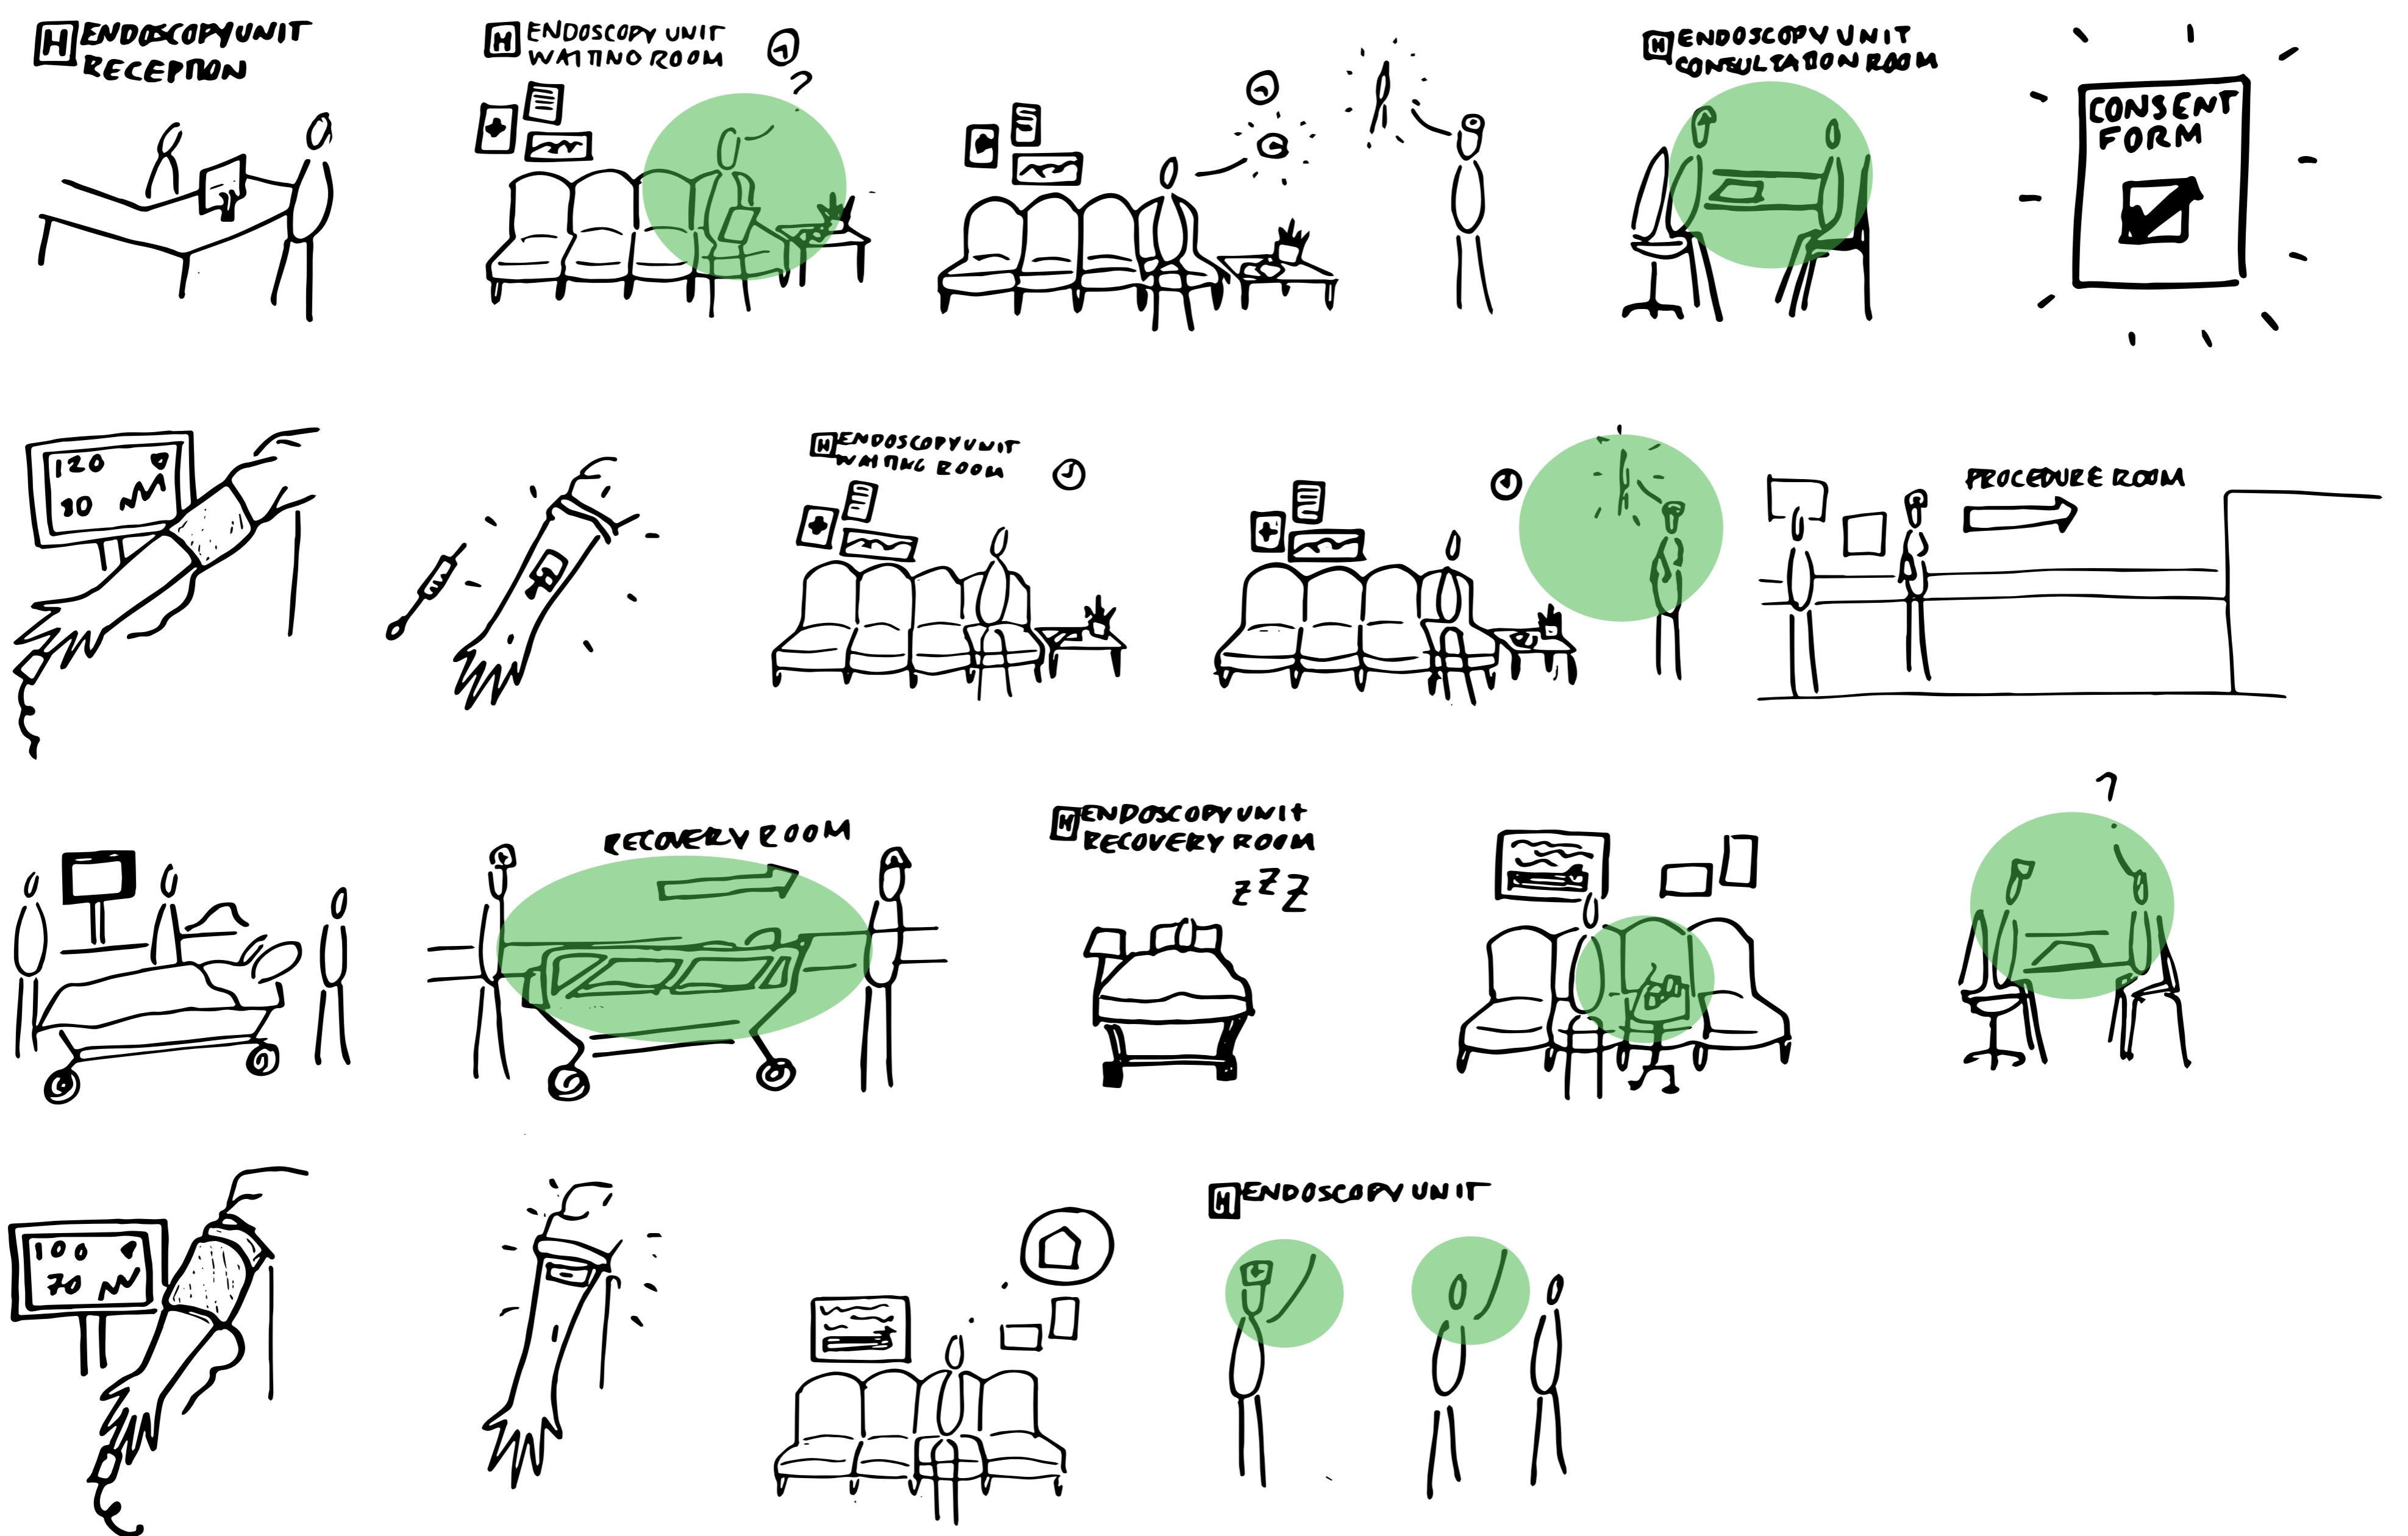 H ENDOSCOPY UNIT
RECEPTION
H ENDOSCOPY UNIT
WAITING ROOM
?
H ENDOSCOPY UNIT
CONSULTATION ROOM
CONSENT
FORM
120
80
H ENDOSCOPY UNIT
WAITING ROOM
PROCEDURE ROOM
RECOVERY ROOM
H ENDOSCOPY UNIT
RECOVERY ROOM
Z Z Z
?
100
70
H ENDOSCOPY UNIT